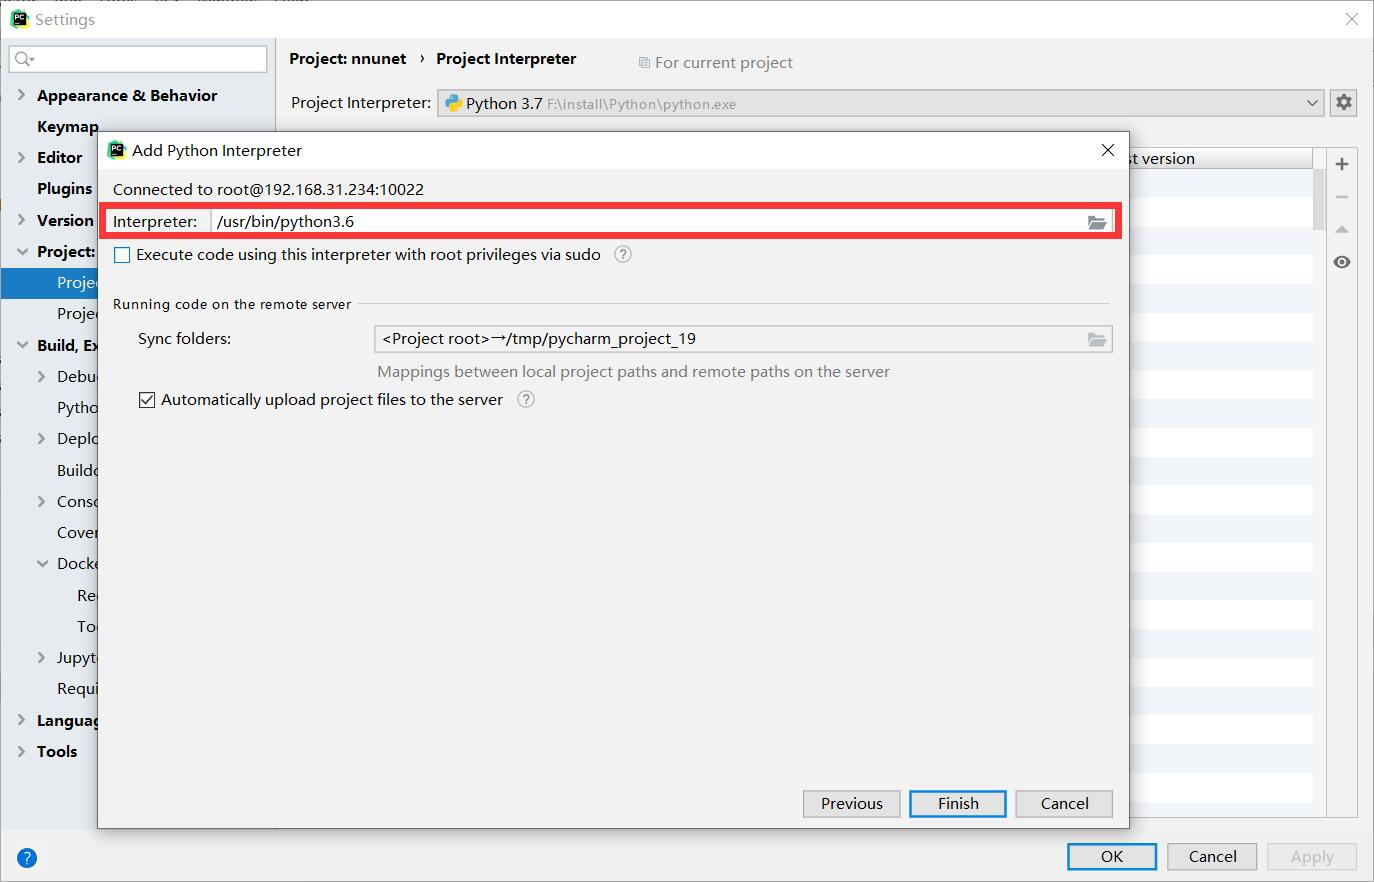 Settings
Project: nnunet › Project Interpreter
For current project
Project Interpreter: Python 3.7 F:\install\Python\python.exe
Appearance & Behavior
Keymap
Editor
Plugins
Version
Project:
Build, Ex
Debu
Pytho
Deplo
Conso
Cover
Docke
Re
Jupyt
Requi
Tools
st version
Add Python Interpreter
Connected to root@192.168.31.234:10022
Interpreter: /usr/bin/python3.6
Execute code using this interpreter with root privileges via sudo ?
Running code on the remote server
Sync folders: <Project root>→/tmp/pycharm_project_19
Mappings between local project paths and remote paths on the server
Automatically upload project files to the server ?
Previous Finish Cancel
? OK Cancel Apply